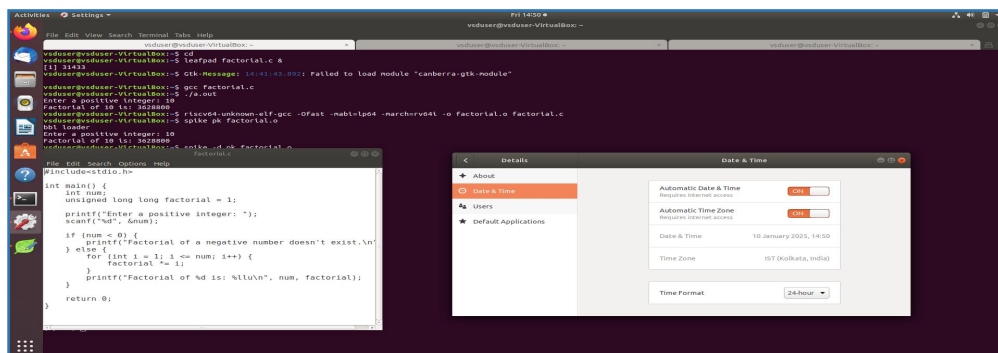 Activities Settings Fri 14:50
vsduser@vsduser-VirtualBox: ~
File Edit View Search Terminal Tabs Help
vsduser@vsduser-VirtualBox: ~ × vsduser@vsduser-VirtualBox: ~ × vsduser@vsduser-VirtualBox: ~ ×
vsduser@vsduser-VirtualBox:~$ cd
vsduser@vsduser-VirtualBox:~$ leafpad factorial.c &
[1] 31433
vsduser@vsduser-VirtualBox:~$ Gtk-Message: 14:41:43.892: Failed to load module "canberra-gtk-module"
vsduser@vsduser-VirtualBox:~$ gcc factorial.c
vsduser@vsduser-VirtualBox:~$ ./a.out
Enter a positive integer: 10
Factorial of 10 is: 3628800
vsduser@vsduser-VirtualBox:~$ riscv64-unknown-elf-gcc -Ofast -mabi=lp64 -march=rv64i -o factorial.o factorial.c
vsduser@vsduser-VirtualBox:~$ spike pk factorial.o
bbl loader
Enter a positive integer: 10
Factorial of 10 is: 3628800
vsduser@vsduser-VirtualBox:~$ spike -d pk factorial.o
factorial.c
File Edit Search Options Help
#include<stdio.h>
int main() {
int num;
unsigned long long factorial = 1;
printf("Enter a positive integer: ");
scanf("%d", &num);
if (num < 0) {
printf("Factorial of a negative number doesn't exist.\n"
} else {
for (int i = 1; i <= num; i++) {
factorial *= i;
}
printf("Factorial of %d is: %llu\n", num, factorial);
}
return 0;
}
Details Date & Time
About
Date & Time
Users
Default Applications
Automatic Date & Time ON
Requires internet access
Automatic Time Zone ON
Requires internet access
Date & Time 10 January 2025, 14:50
Time Zone IST (Kolkata, India)
Time Format 24-hour